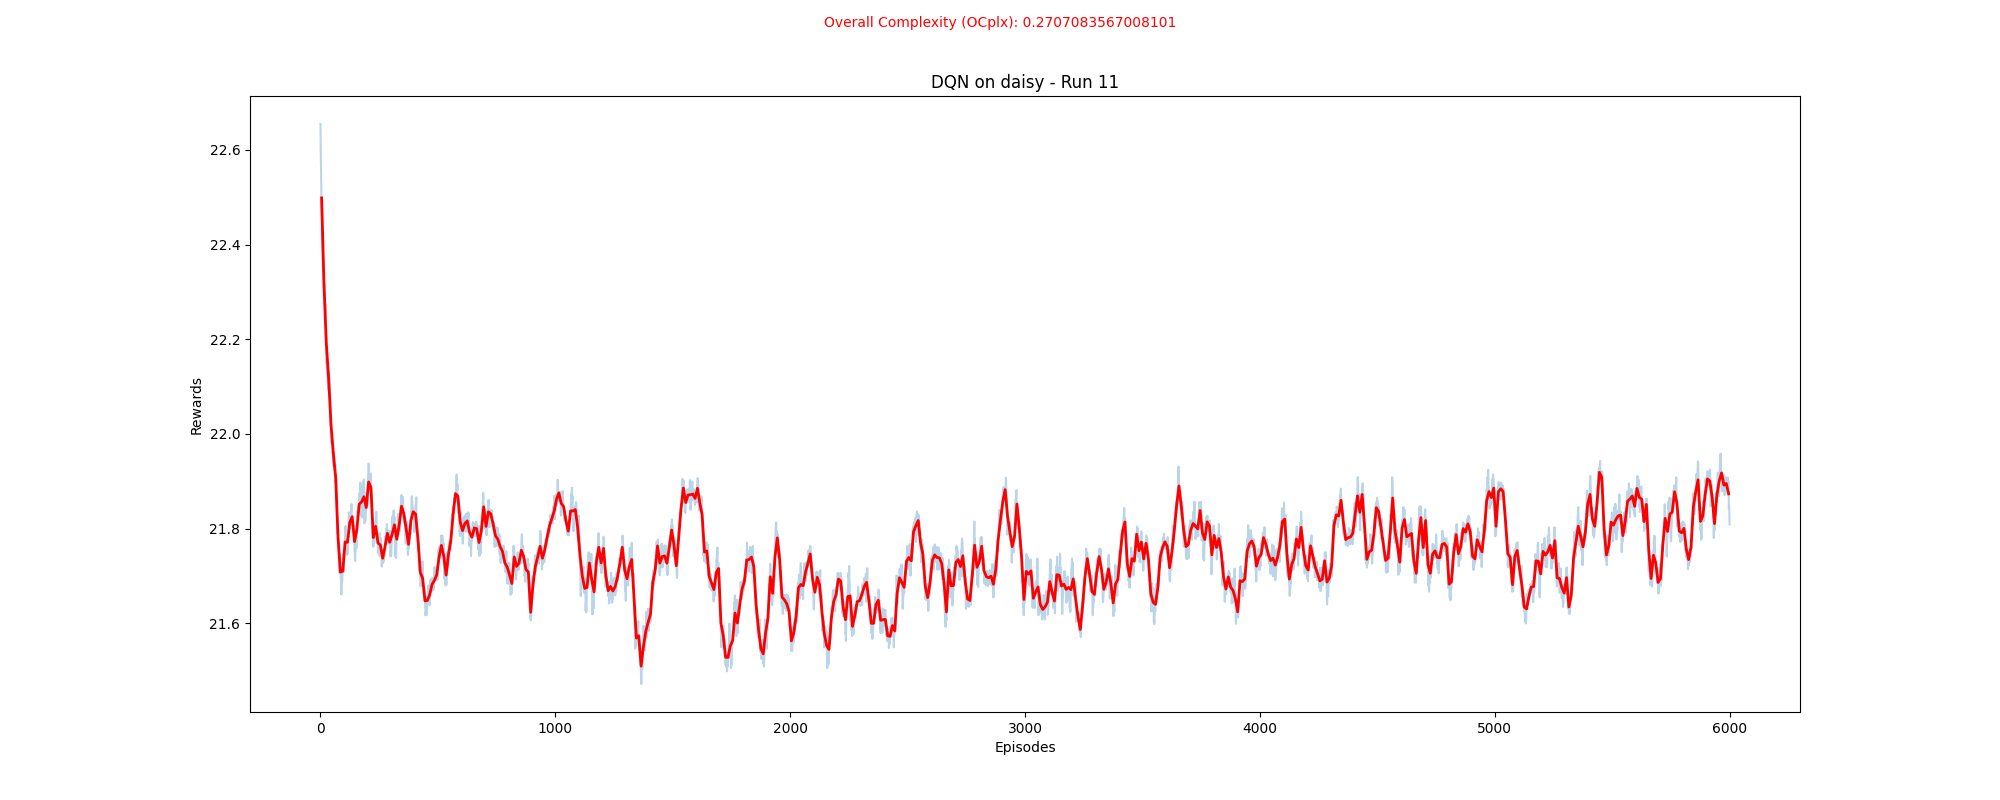 Overall Complexity (OCplx): 0.2707083567008101
DQN on daisy - Run 11
22.6
22.4
22.2
22.0
21.8
21.6
Rewards
0 1000 2000 3000 4000 5000 6000
Episodes